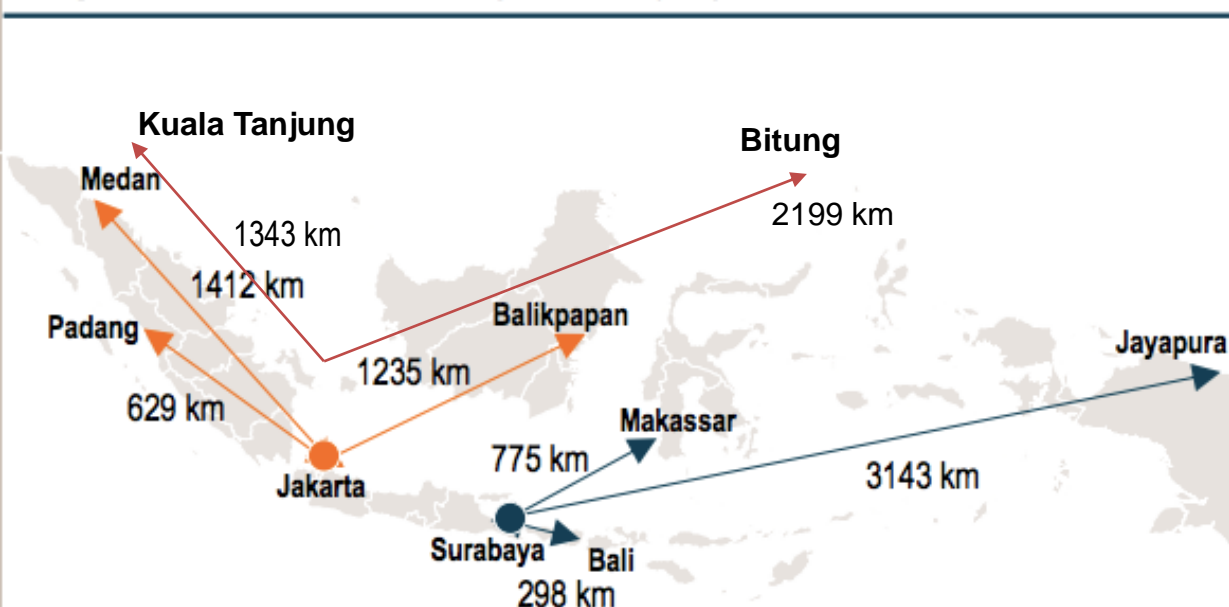 Kuala Tanjung
Bitung
Medan
2199 km
1343 km
1412 km
Balikpapan
Padang
Jayapura
1235 km
629 km
Makassar
775 km
3143 km
Jakarta
Surabaya
Bali
298 km